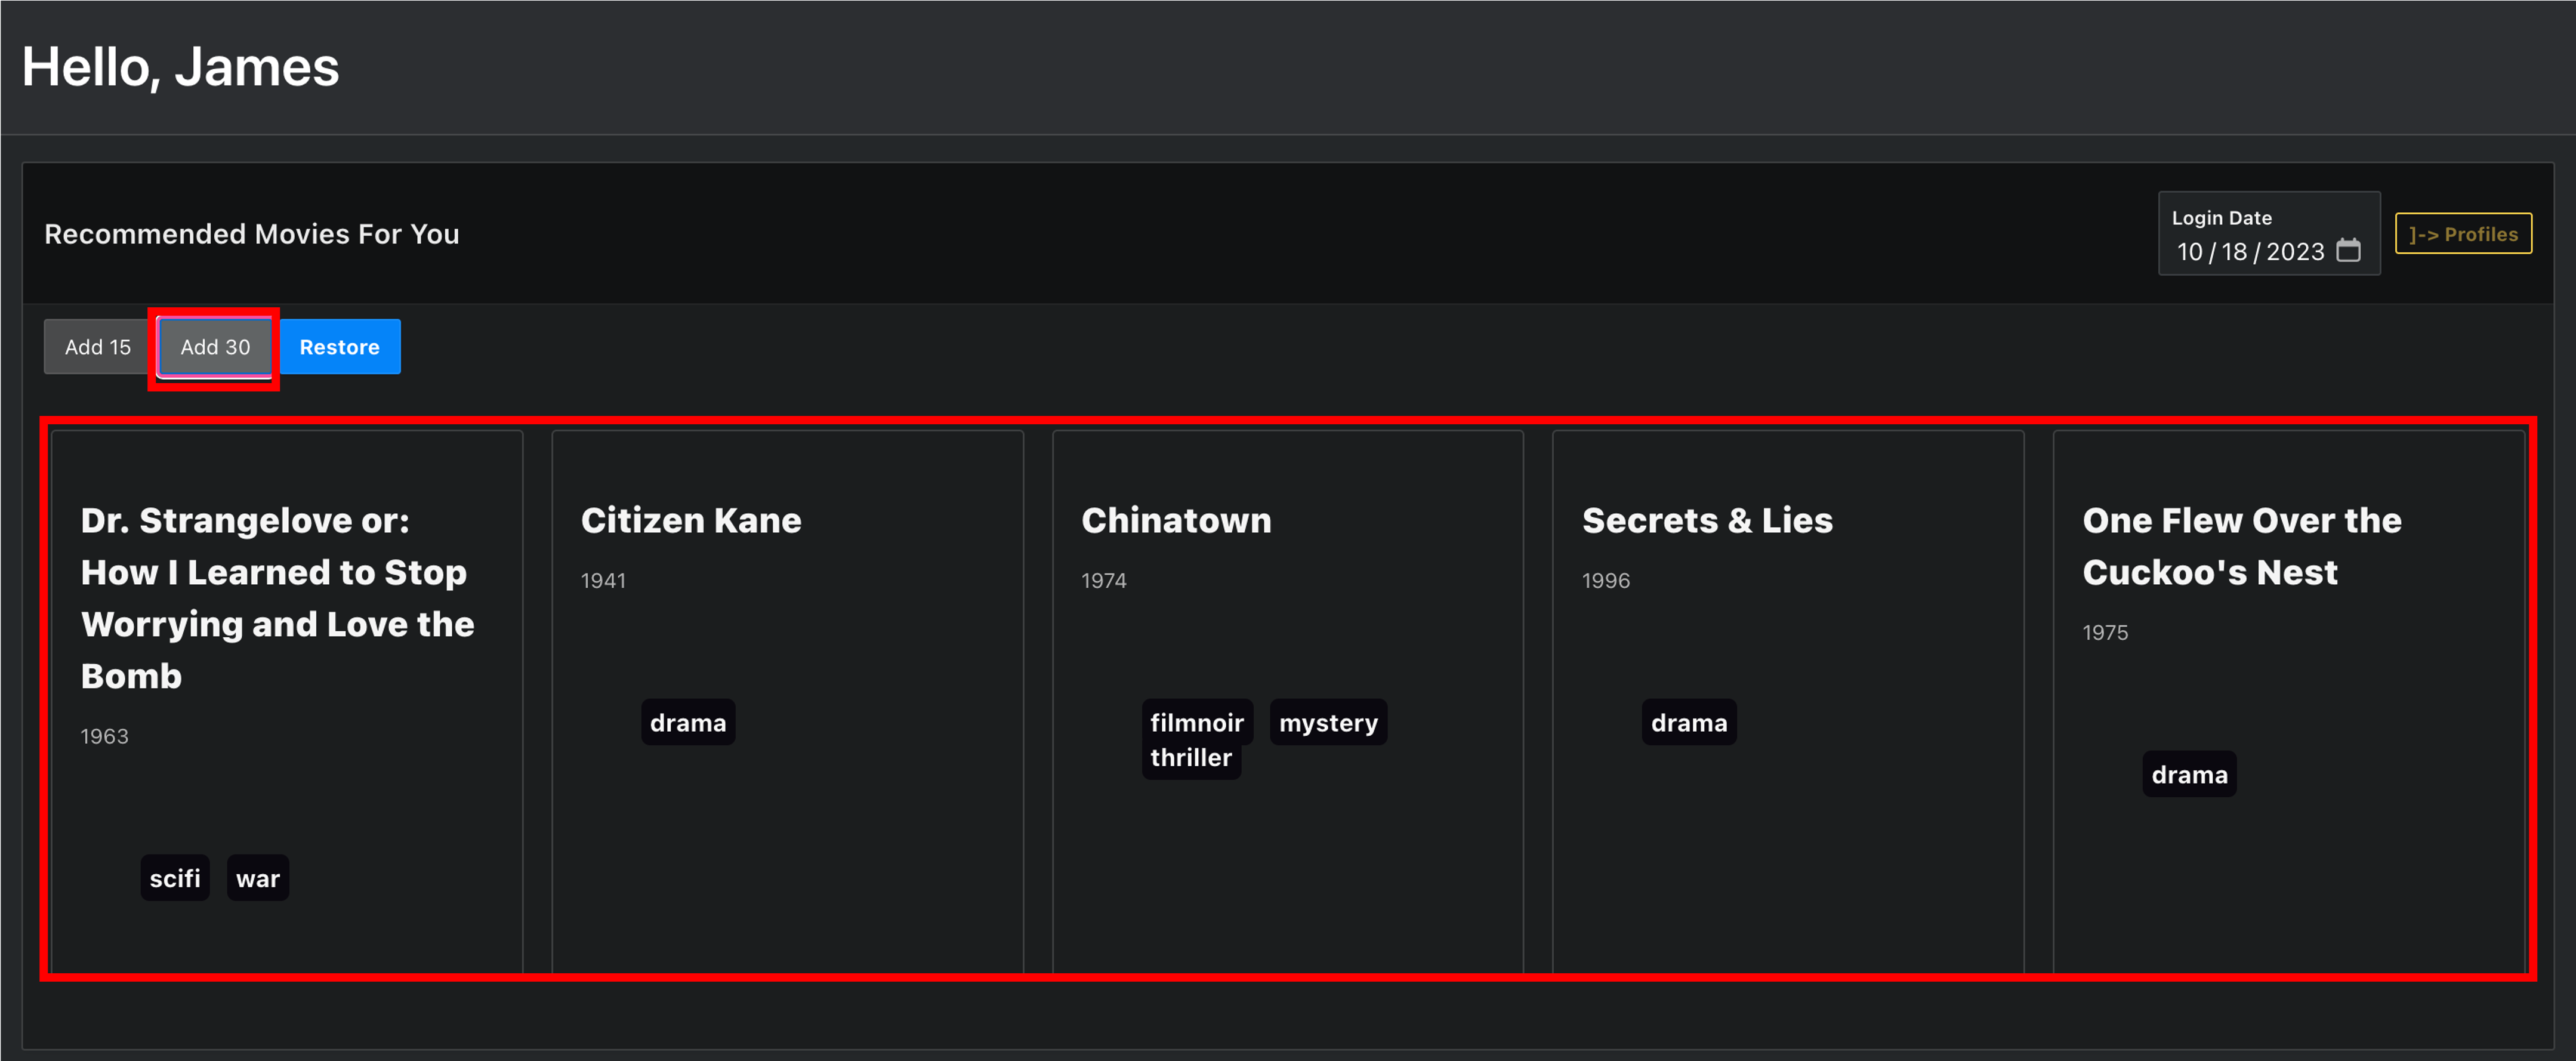 Hello, James
Recommended Movies For You
Login Date
10/18/2023
]-> Profiles
Add 15
Add 30
Restore
Dr. Strangelove or:
How I Learned to Stop
Worrying and Love the
Bomb
1963
scifi war
Citizen Kane
1941
drama
Chinatown
1974
filmnoir mystery
thriller
Secrets & Lies
1996
drama
One Flew Over the
Cuckoo's Nest
1975
drama